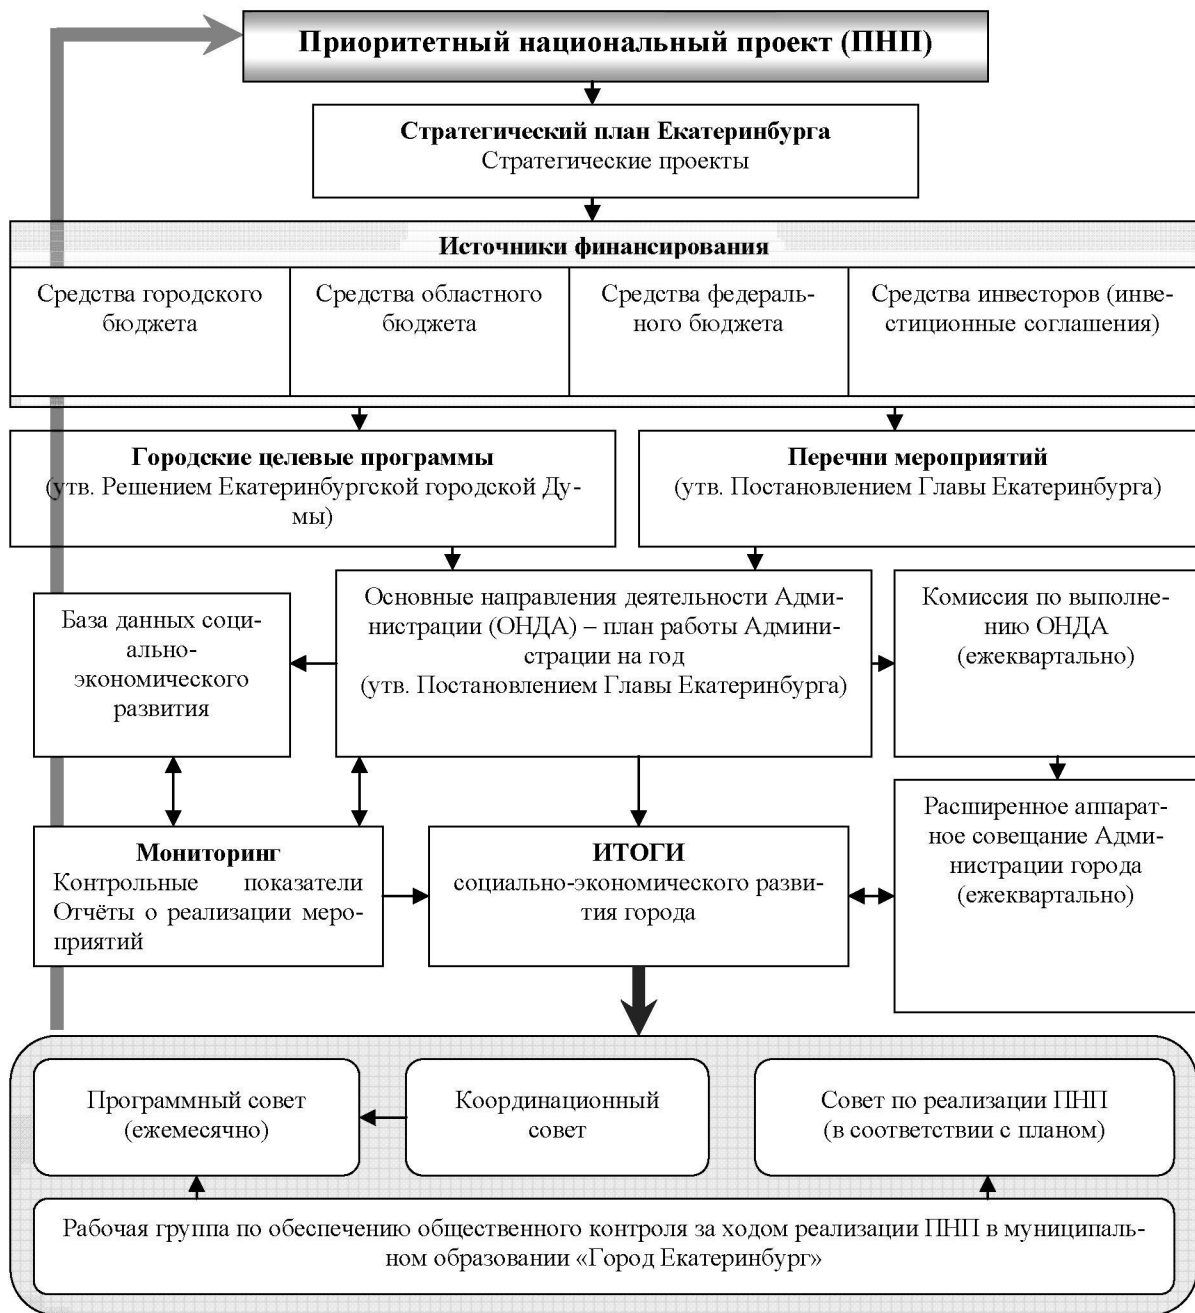 Приоритетный национальный проект (ПНП)
Стратегический план Екатеринбурга
Стратегические проекты
Источники финансирования
Средства городского
бюджета
Средства областного
бюджета
Средства федераль-
ного бюджета
Средства инвесторов (инве-
стиционные соглашения)
Городские целевые программы
(утв. Решением Екатеринбургской городской Ду-
мы)
Перечни мероприятий
(утв. Постановлением Главы Екатеринбурга)
База данных соци-
ально-
экономического
развития
Основные направления деятельности Адми-
нистрации (ОНДА) – план работы Админи-
страции на год
(утв. Постановлением Главы Екатеринбурга)
Комиссия по выполне-
нию ОНДА
(ежеквартально)
Мониторинг
Контрольные показатели
Отчёты о реализации меро-
приятий
ИТОГИ
социально-экономического разви-
тия города
Расширенное аппарат-
ное совещание Адми-
нистрации города
(ежеквартально)
Программный совет
(ежемесячно)
Координационный
совет
Совет по реализации ПНП
(в соответствии с планом)
Рабочая группа по обеспечению общественного контроля за ходом реализации ПНП в муниципаль-
ном образовании «Город Екатеринбург»